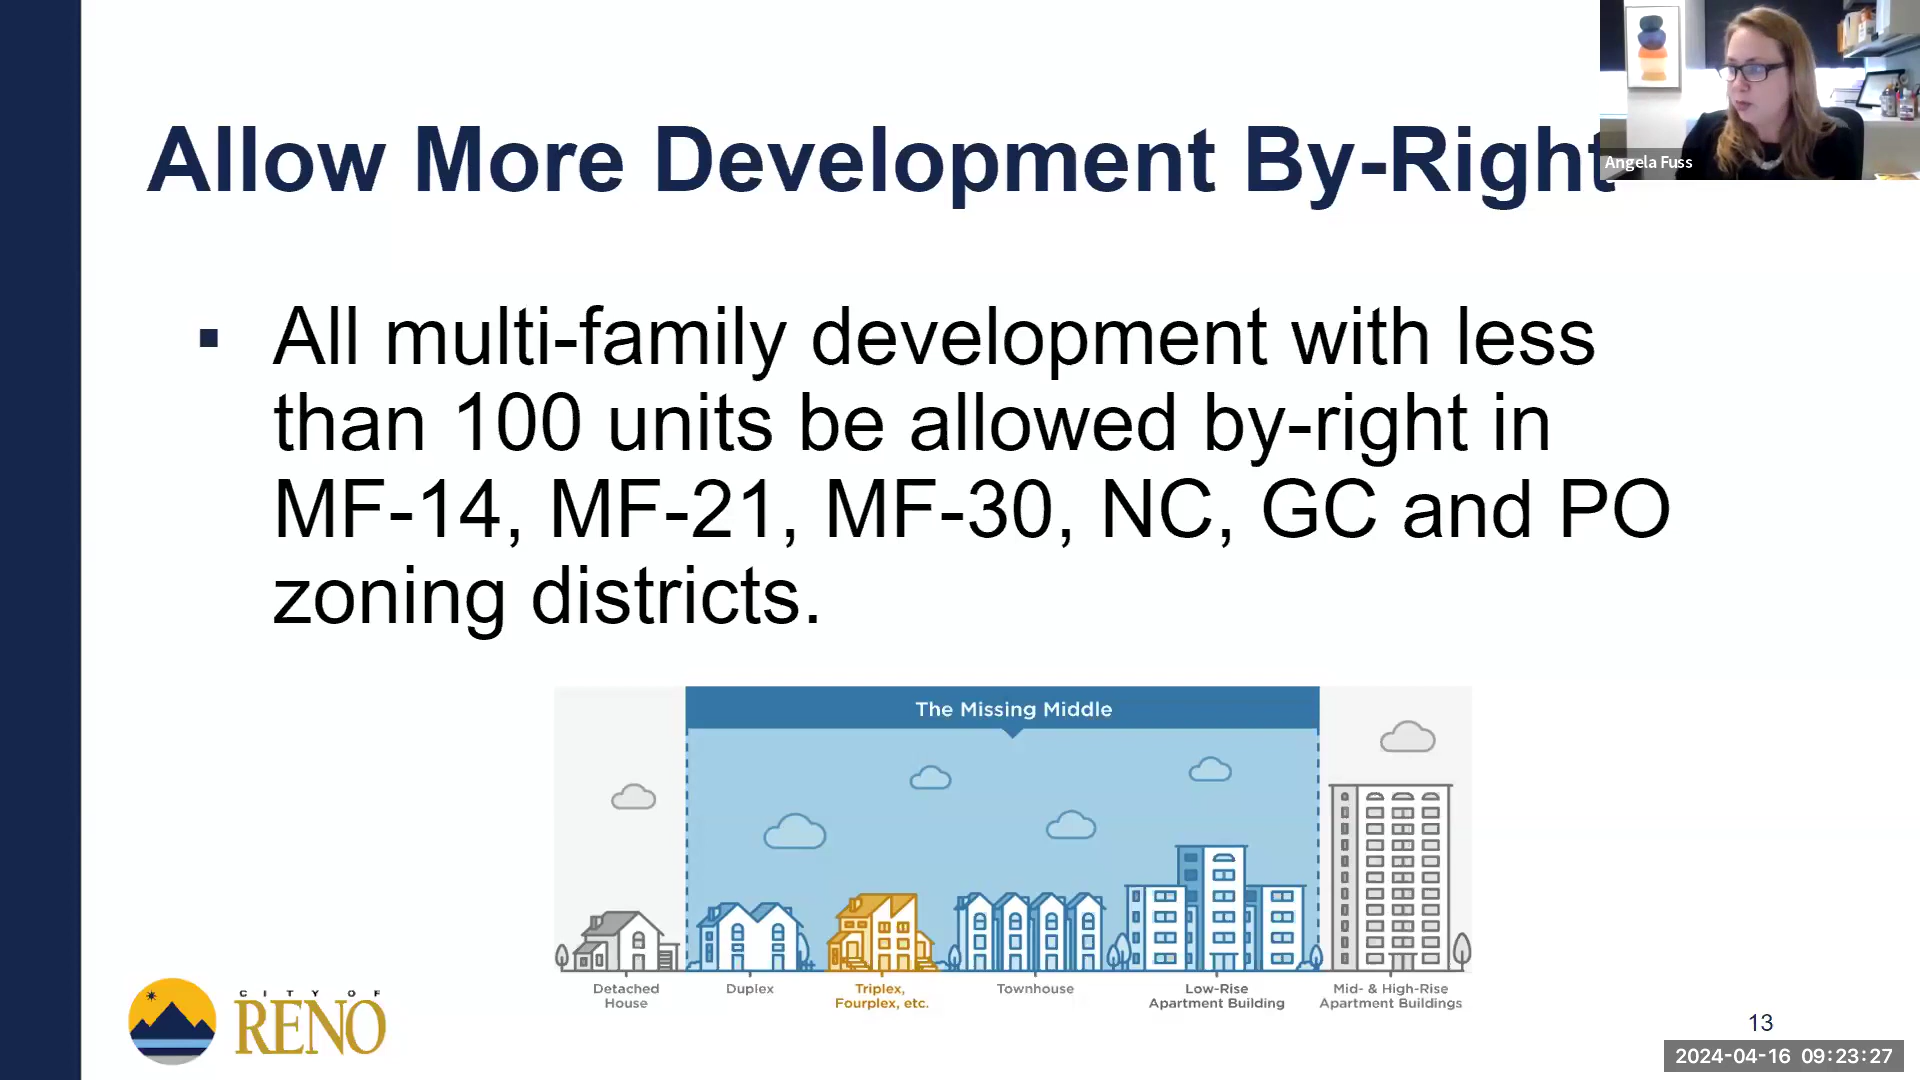 Allow More Development By-Right
Angela Fuss
▪ All multi-family development with less
than 100 units be allowed by-right in
MF-14, MF-21, MF-30, NC, GC and PO
zoning districts.
The Missing Middle
Detached
House
Duplex
Triplex,
Fourplex, etc.
Townhouse
Low-Rise
Apartment Building
Mid- & High-Rise
Apartment Buildings
CITY OF
RENO
13
2024-04-16 09:23:27